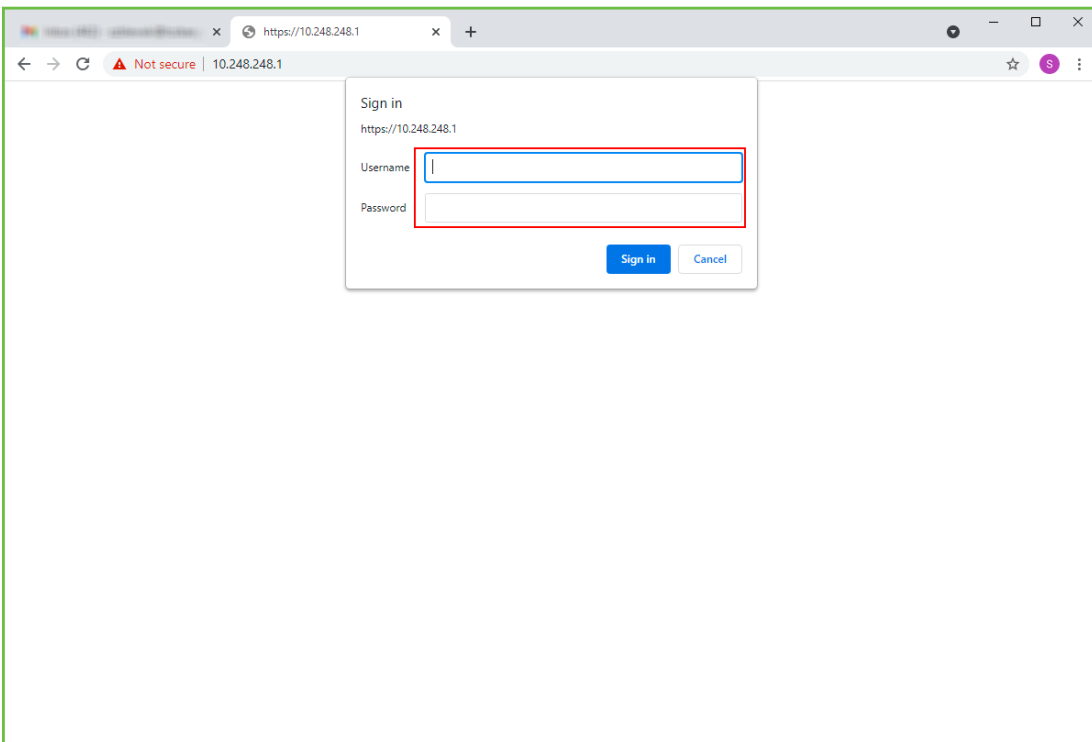 https://10.248.248.1
Not secure 10.248.248.1
S
Sign in
https://10.248.248.1
Username
Password
Sign in Cancel